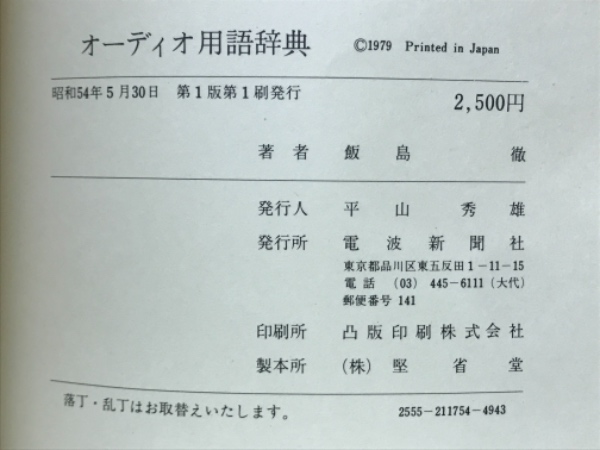 オーディオ用語辞典 ©1979 Printed in Japan
昭和54年5月30日 第1版第1刷発行
2,500円
著者 飯島徹
発行人 平山秀雄
発行所 電波新聞社
東京都品川区東五反田1-11-15
電話 (03) 445-6111 (大代)
郵便番号 141
印刷所 凸版印刷株式会社
製本所 (株) 堅省堂
落丁・乱丁はお取替えいたします。 2555-211754-4943